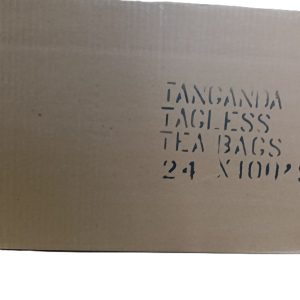 TANGANDA
TAGLESS
TEA BAGS
24 X100'S